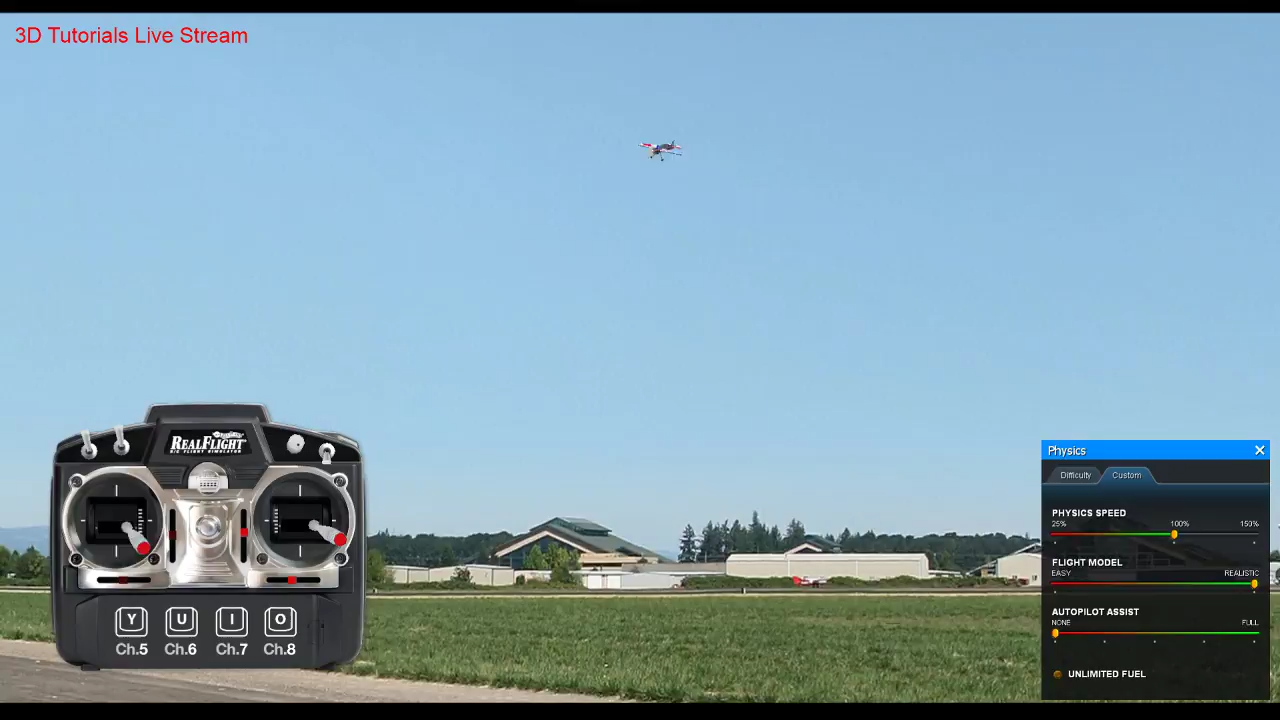 3D Tutorials Live Stream
REALFLIGHT
R/C FLIGHT SIMULATOR
Y U I O
Ch.5 Ch.6 Ch.7 Ch.8
Physics
Difficulty Custom
PHYSICS SPEED
25% 100% 150%
FLIGHT MODEL
EASY REALISTIC
AUTOPILOT ASSIST
NONE FULL
UNLIMITED FUEL